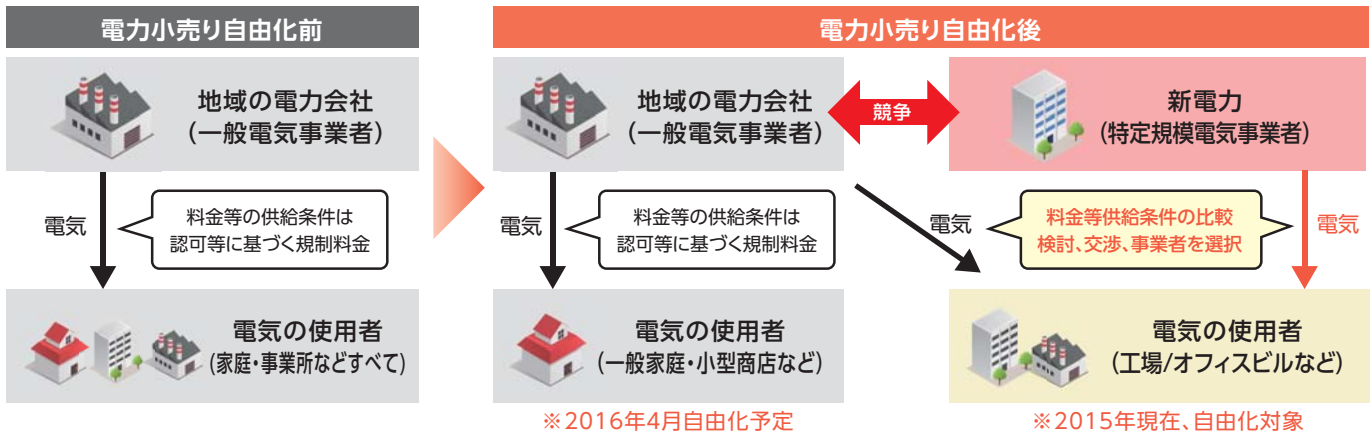 電力小売り自由化前
地域の電力会社
（一般電気事業者）
電気
料金等の供給条件は
認可等に基づく規制料金
電気の使用者
(家庭・事業所などすべて)
電力小売り自由化後
地域の電力会社
（一般電気事業者）
競争
新電力
(特定規模電気事業者)
電気
料金等の供給条件は
認可等に基づく規制料金
電気
料金等供給条件の比較
検討、交渉、事業者を選択
電気
電気の使用者
(一般家庭・小型商店など)
※2016年4月自由化予定
電気の使用者
(工場/オフィスビルなど)
※2015年現在、自由化対象